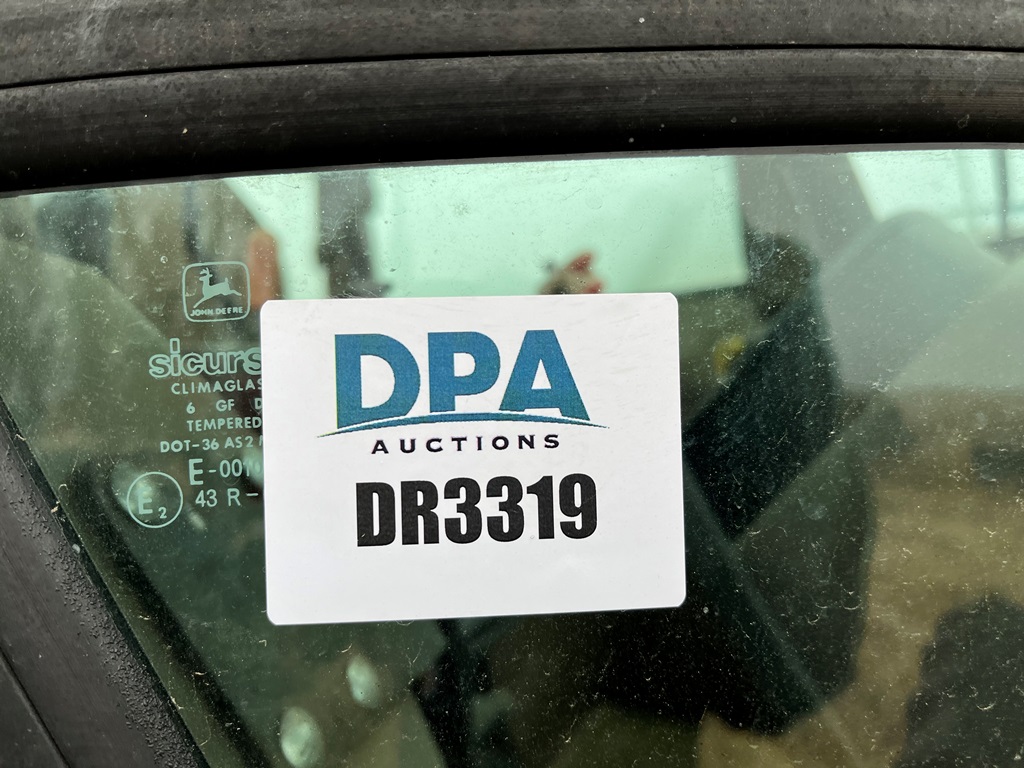 JOHN DEERE
sicurs
CLIMAGLAS
6 GF D
TEMPERED
DOT-36 AS2
E-001
E2
43 R-
DPA
AUCTIONS
DR3319